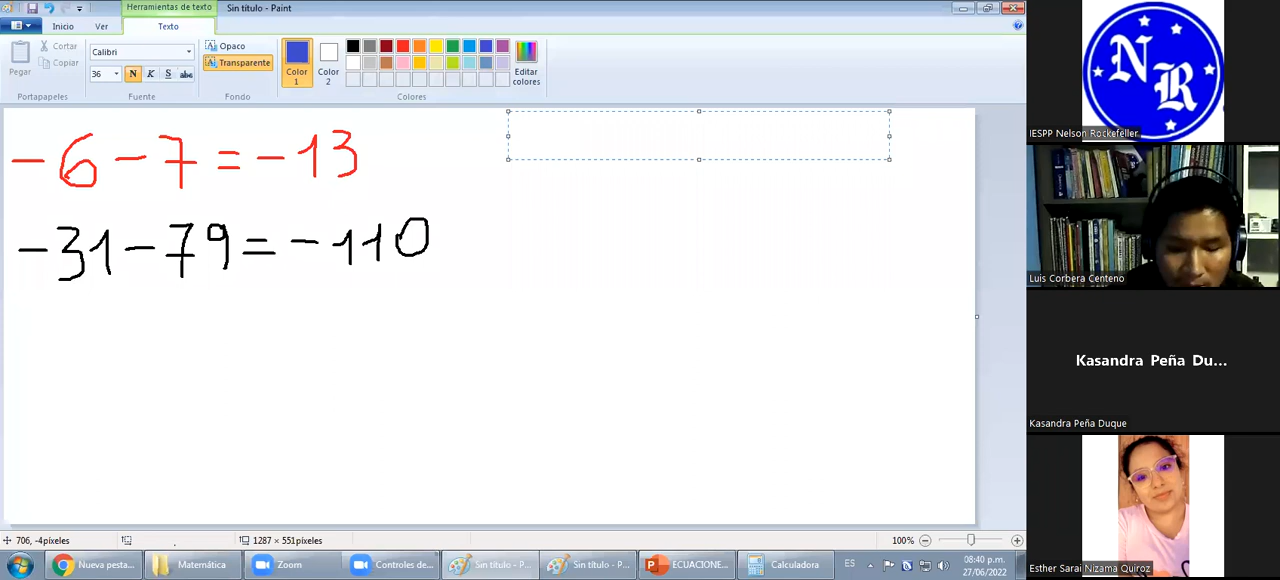 Herramientas de texto
Sin título - Paint
Inicio
Ver
Texto
Pegar
Cortar
Copiar
Portapapeles
Calibri
36
N
K
S
abc
Fuente
Opaco
Transparente
Fondo
Color 1
Color 2
Editar colores
Colores
-6-7=-13
-31-79=-110
NR
IESPP Nelson Rockefeller
Luis Corbera Centeno
Kasandra Peña Du...
Kasandra Peña Duque
Esther Sarai Nizama Quiroz
706, -4píxeles
1287 × 551píxeles
100%
Nueva pesta...
Matemática
Zoom
Controles de...
Sin título - P...
Sin título - P...
ECUACIONE...
Calculadora
ES
08:40 p.m.
27/06/2022